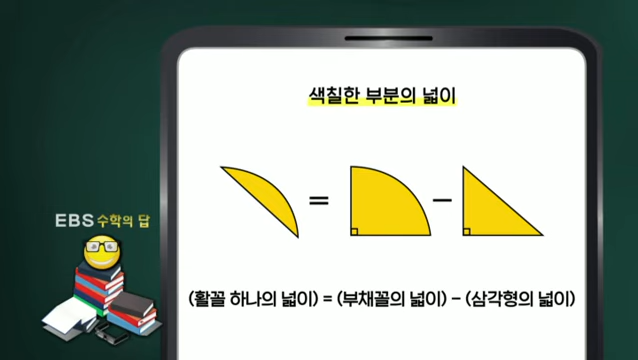 색칠한 부분의 넓이
= −
EBS 수학의 답
(활꼴 하나의 넓이) = (부채꼴의 넓이) − (삼각형의 넓이)